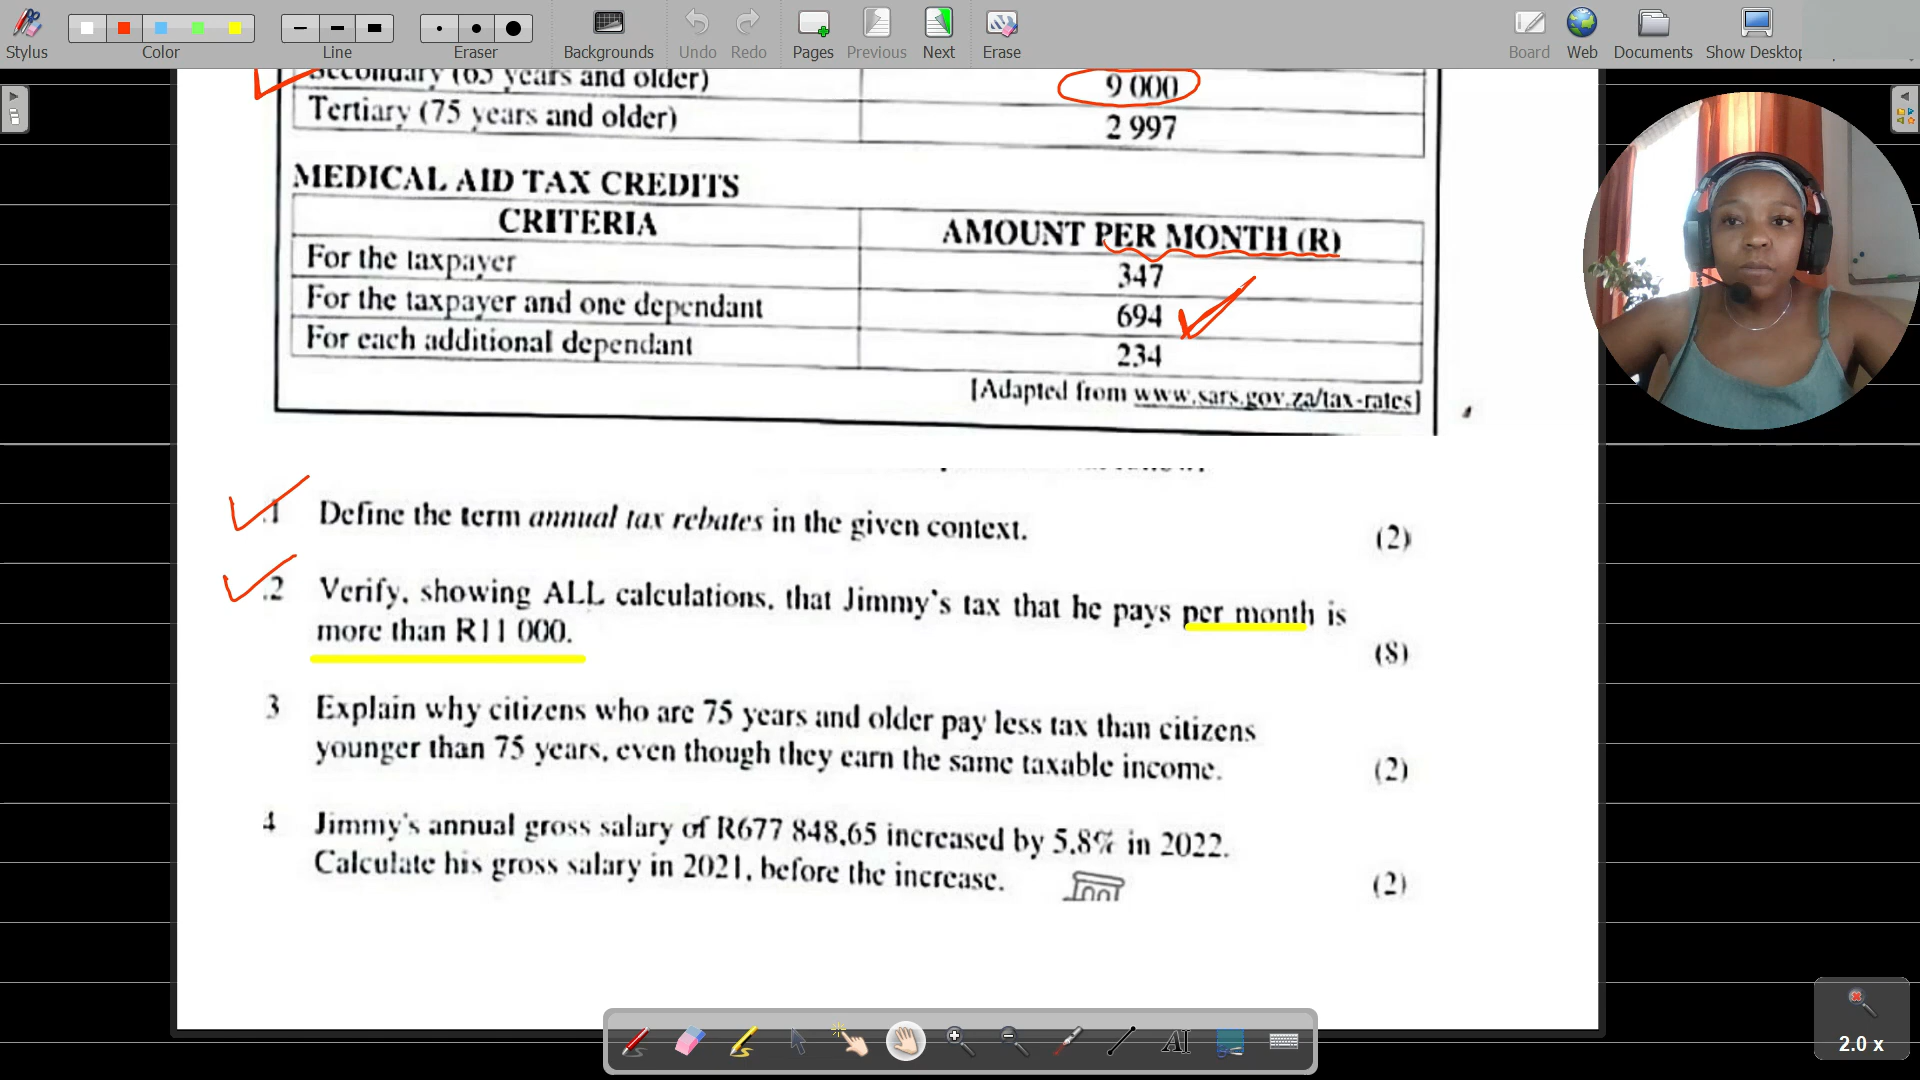 Stylus
Color
Line
Eraser
Backgrounds
Undo
Redo
Pages
Previous
Next
Erase
Board
Web
Documents
Show Desktop
Secondary (65 years and older) 9 000
Tertiary (75 years and older) 2 997
MEDICAL AID TAX CREDITS
CRITERIA AMOUNT PER MONTH (R)
For the taxpayer 347
For the taxpayer and one dependant 694
For each additional dependant 234
[Adapted from www.sars.gov.za/tax-rates]
.1 Define the term annual tax rebates in the given context. (2)
.2 Verify, showing ALL calculations, that Jimmy's tax that he pays per month is
more than R11 000. (8)
3 Explain why citizens who are 75 years and older pay less tax than citizens
younger than 75 years, even though they earn the same taxable income. (2)
4 Jimmy's annual gross salary of R677 848,65 increased by 5,8% in 2022.
Calculate his gross salary in 2021, before the increase. (2)
AI
2.0 x